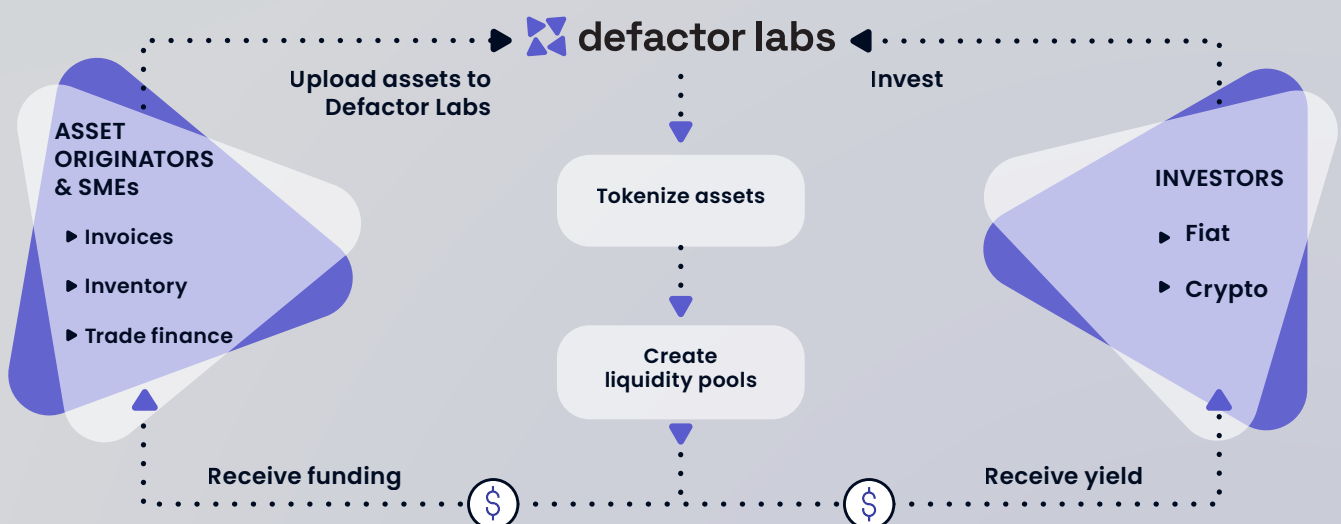 defactor labs
Upload assets to
Defactor Labs
Invest
ASSET
ORIGINATORS
& SMEs
Invoices
Inventory
Trade finance
Tokenize assets
Create
liquidity pools
INVESTORS
Fiat
Crypto
Receive funding
$
$
Receive yield